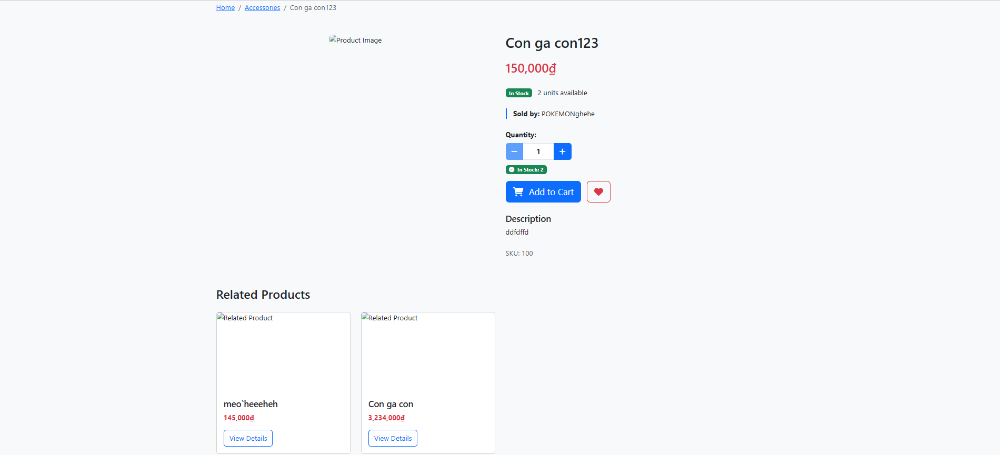 Home / Accessories / Con ga con123
Product Image
Con ga con123
150,000₫
In Stock 2 units available
Sold by: POKEMONghehe
Quantity:
− 1 +
In Stock: 2
Add to Cart
Description
ddfdffd
SKU: 100
Related Products
Related Product
meo`heeeheh
145,000₫
View Details
Related Product
Con ga con
3,234,000₫
View Details